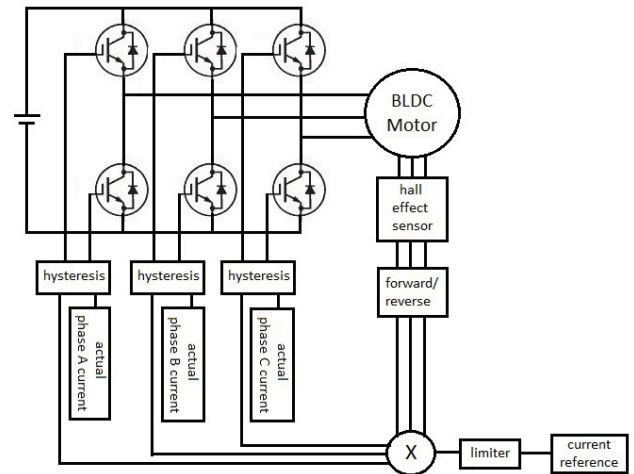 BLDC
Motor
hall
effect
sensor
hysteresis
hysteresis
hysteresis
forward/
reverse
actual
phase A current
actual
phase B current
actual
phase C current
X
limiter
current
reference